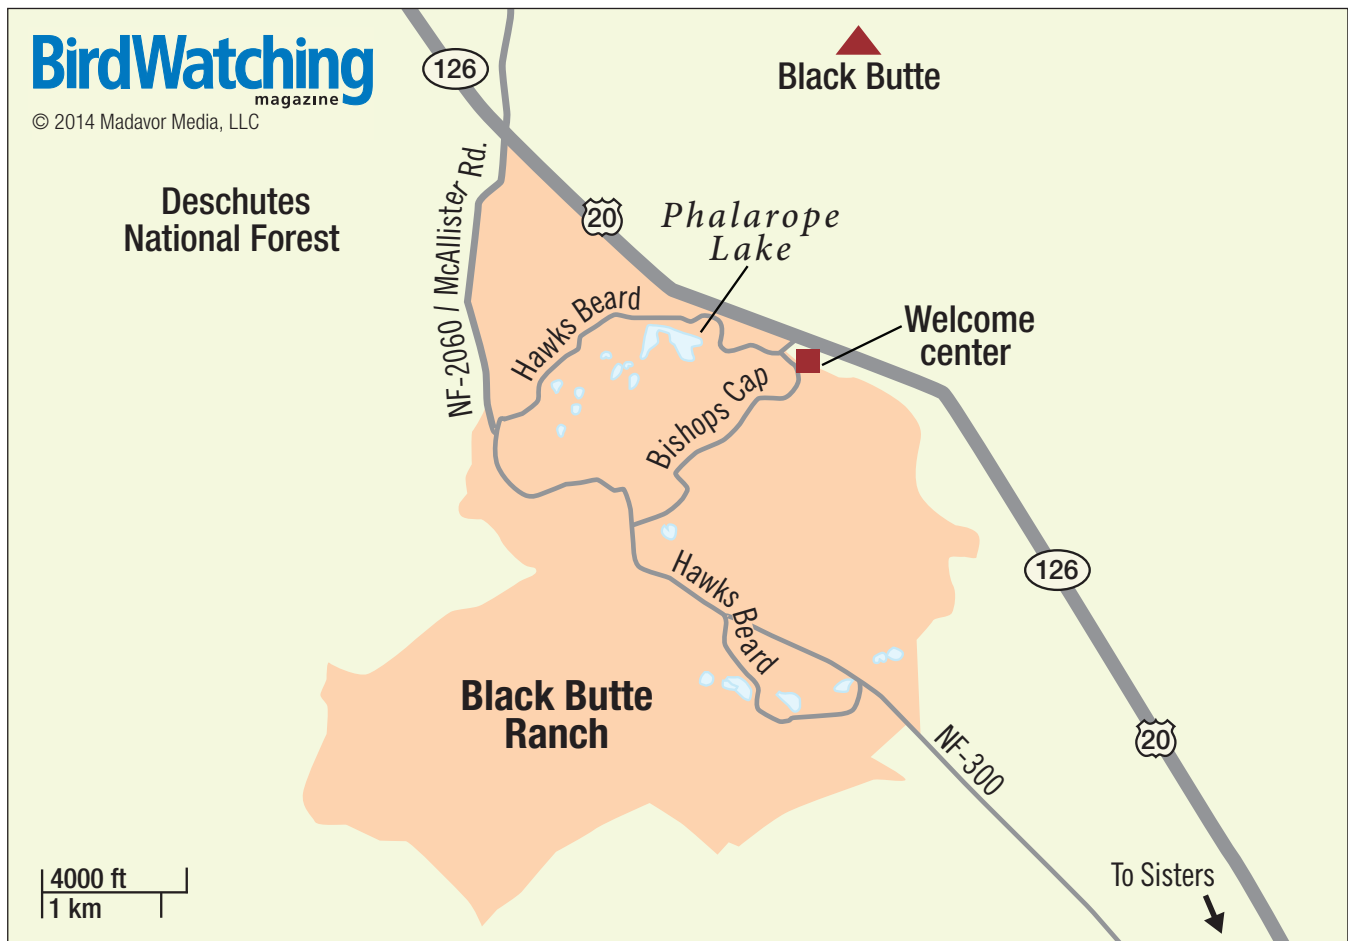 BirdWatching
magazine
© 2014 Madavor Media, LLC
126
Black Butte
Deschutes
National Forest
NF-2060 / McAllister Rd.
20
Phalarope
Lake
Hawks Beard
Welcome
center
Bishops Cap
126
Hawks Beard
Black Butte
Ranch
20
NF-300
To Sisters
4000 ft
1 km